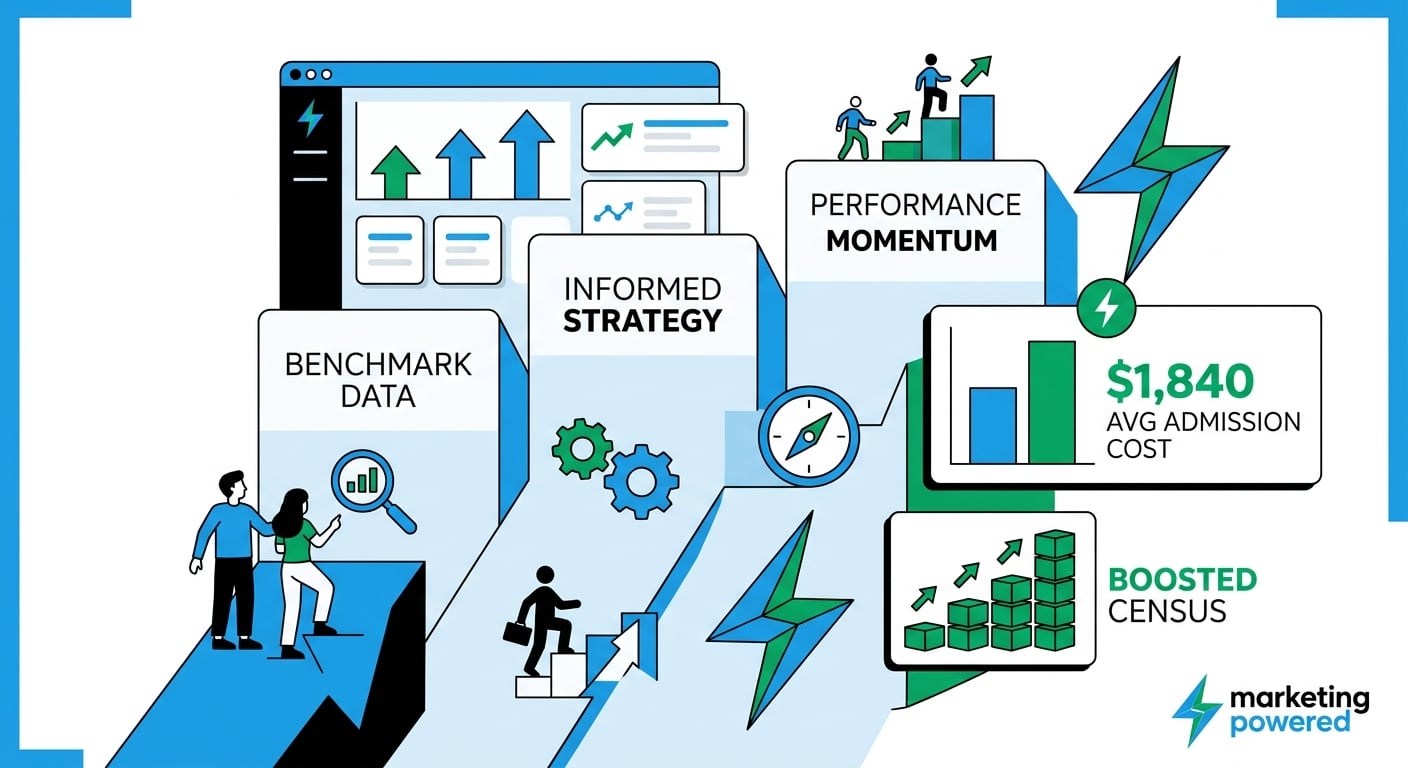 BENCHMARK
DATA
INFORMED
STRATEGY
PERFORMANCE
MOMENTUM
$1,840
AVG ADMISSION
COST
BOOSTED
CENSUS
marketing
powered